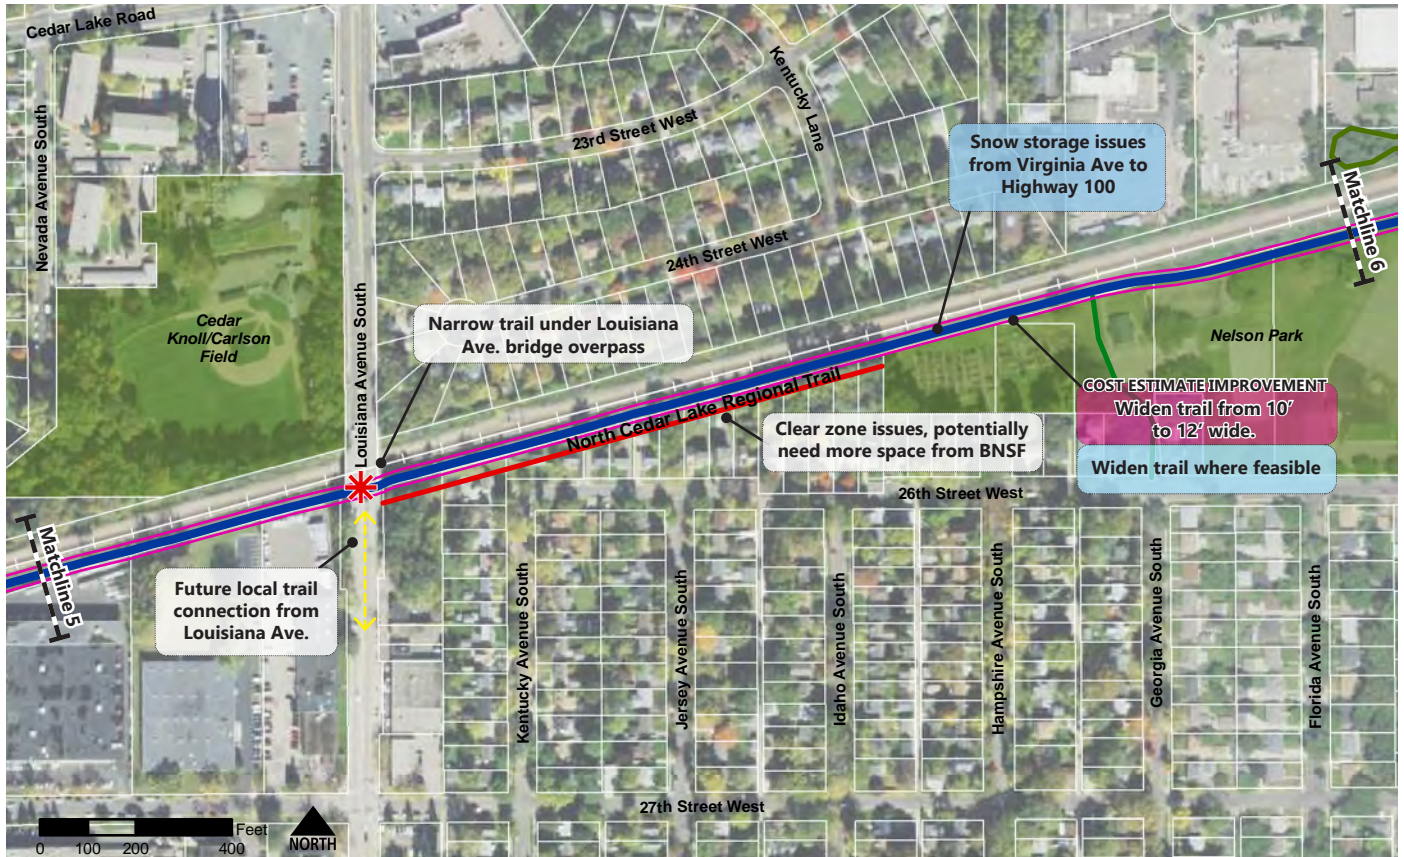 Cedar Lake Road
Nevada Avenue South
23rd Street West
Kentucky Lane
24th Street West
Snow storage issues
from Virginia Ave to
Highway 100
Matchline 6
Cedar
Knoll/Carlson
Field
Louisiana Avenue South
Narrow trail under Louisiana
Ave. bridge overpass
Nelson Park
COST ESTIMATE IMPROVEMENT
Widen trail from 10’
to 12’ wide.
Widen trail where feasible
North Cedar Lake Regional Trail
Clear zone issues, potentially
need more space from BNSF
26th Street West
Matchline 5
Future local trail
connection from
Louisiana Ave.
Kentucky Avenue South
Jersey Avenue South
Idaho Avenue South
Hampshire Avenue South
Georgia Avenue South
Florida Avenue South
27th Street West
Feet
0 100 200 400
NORTH